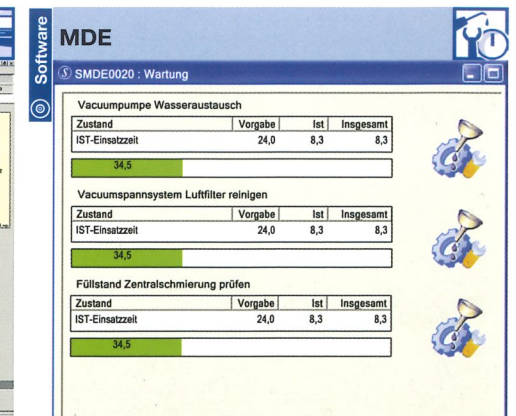 Software
MDE
SMDE0020 : Wartung
Vacuumpumpe Wasseraustausch
Zustand Vorgabe Ist Insgesamt
IST-Einsatzzeit 24,0 8,3 8,3
34,5
Vacuumspannsystem Luftfilter reinigen
Zustand Vorgabe Ist Insgesamt
IST-Einsatzzeit 24,0 8,3 8,3
34,5
Füllstand Zentralschmierung prüfen
Zustand Vorgabe Ist Insgesamt
IST-Einsatzzeit 24,0 8,3 8,3
34,5